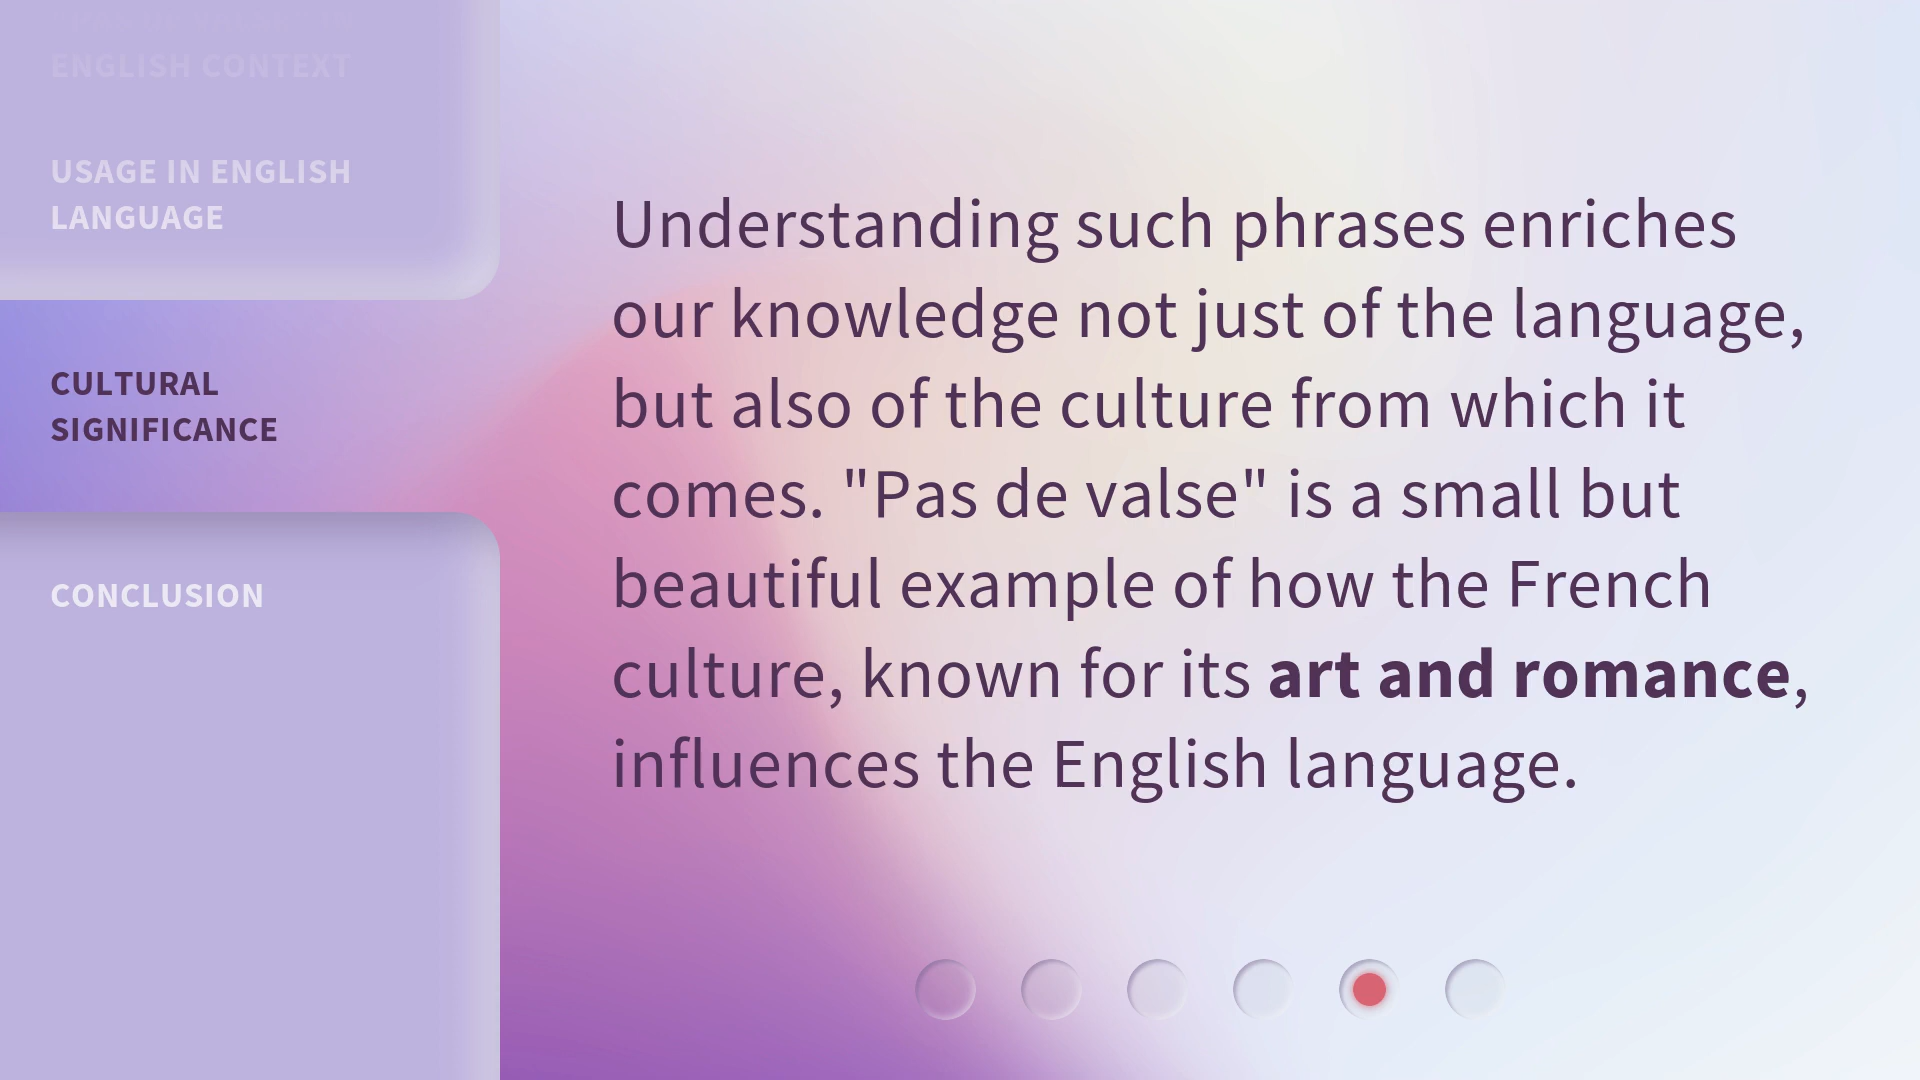 ENGLISH CONTEXT
USAGE IN ENGLISH
LANGUAGE
CULTURAL
SIGNIFICANCE
CONCLUSION
Understanding such phrases enriches
our knowledge not just of the language,
but also of the culture from which it
comes. "Pas de valse" is a small but
beautiful example of how the French
culture, known for its art and romance,
influences the English language.